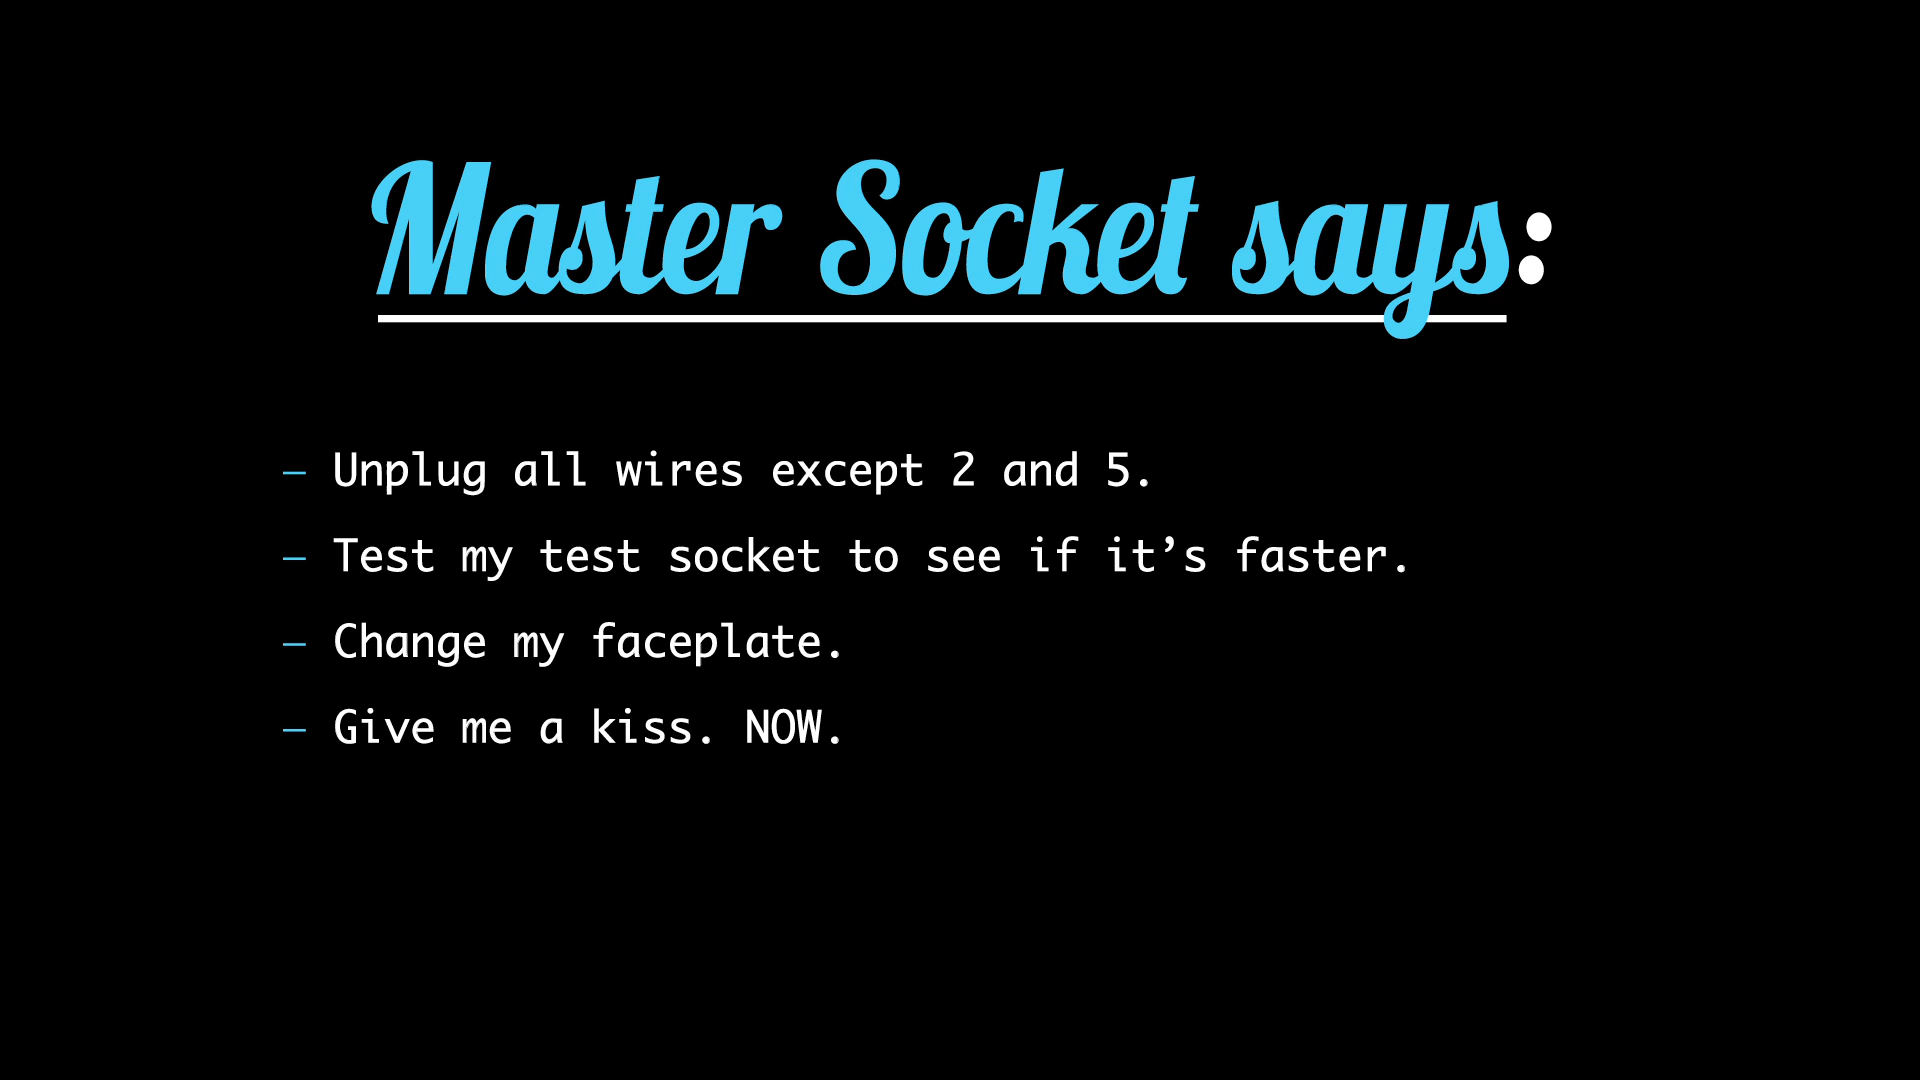 Master Socket says:
– Unplug all wires except 2 and 5.
– Test my test socket to see if it’s faster.
– Change my faceplate.
– Give me a kiss. NOW.